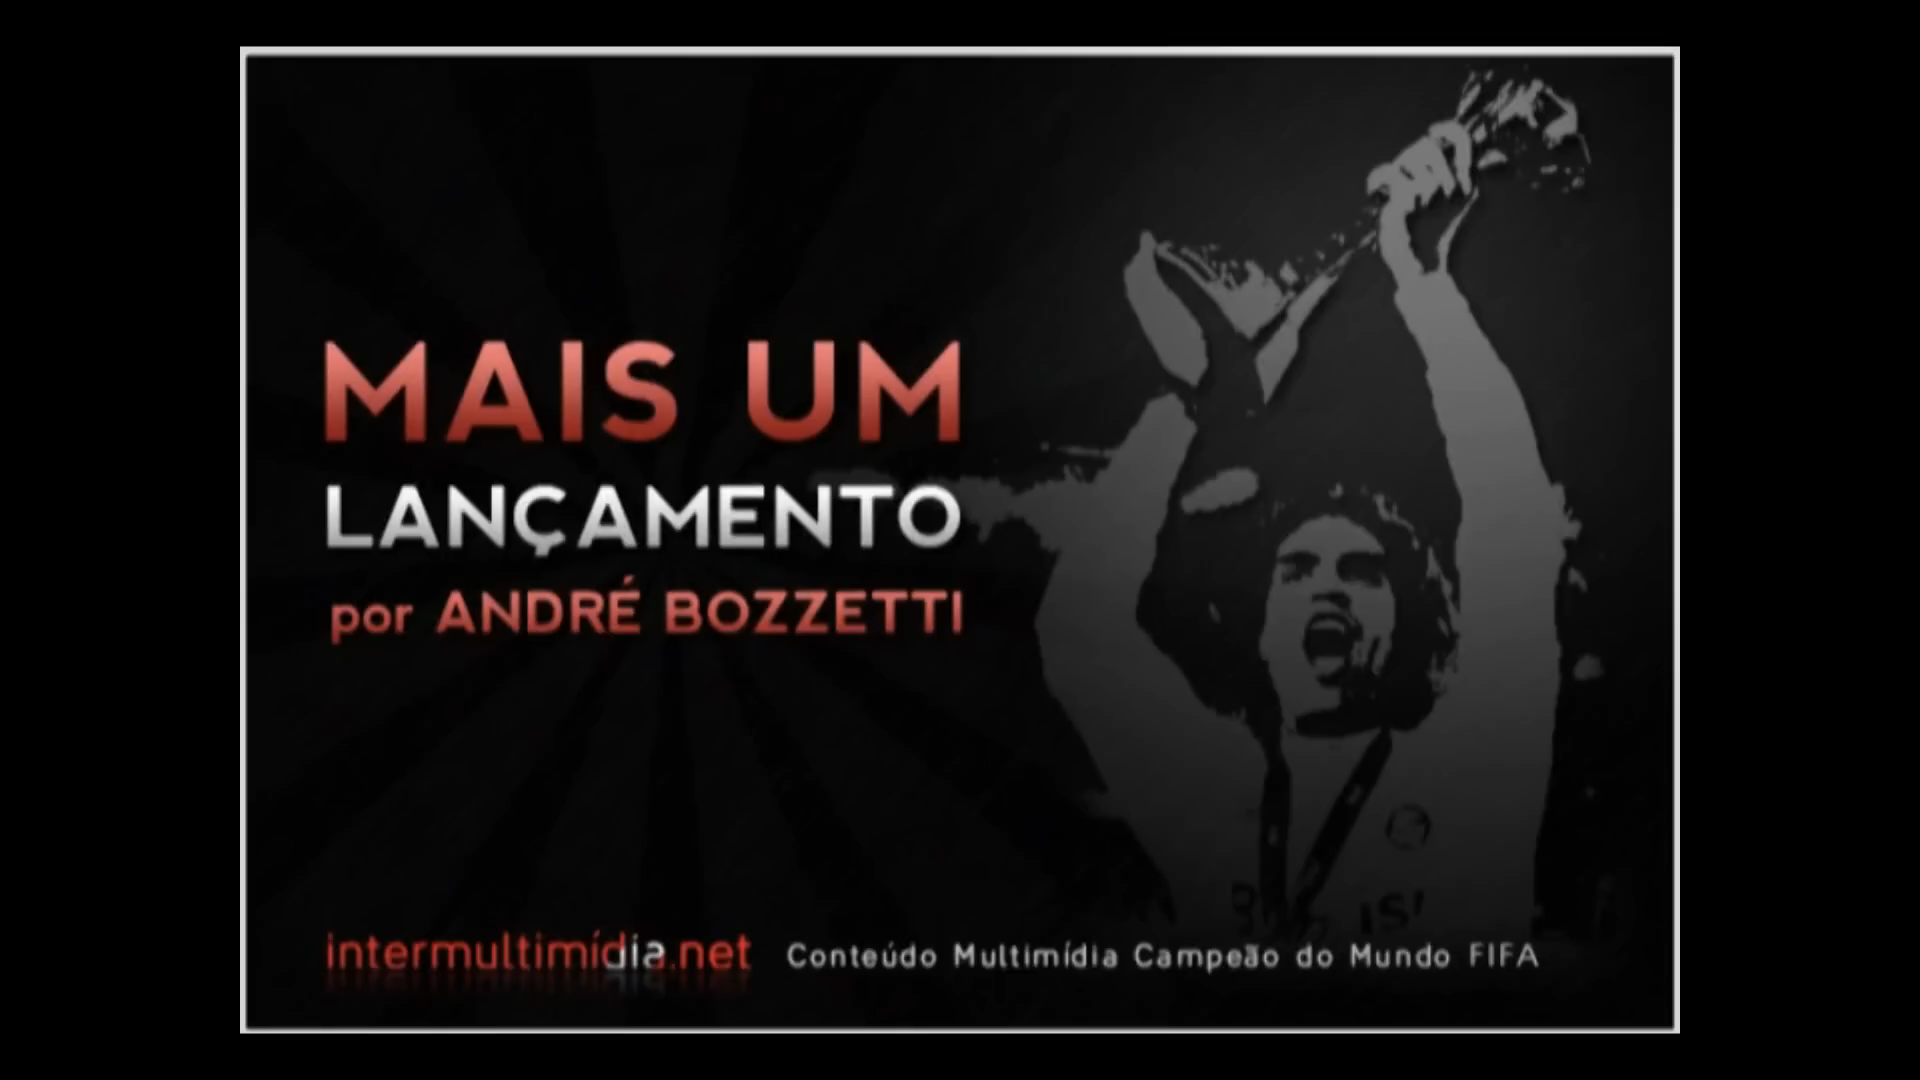 MAIS UM
LANÇAMENTO
por ANDRÉ BOZZETTI
intermultimídia.net Conteúdo Multimídia Campeão do Mundo FIFA